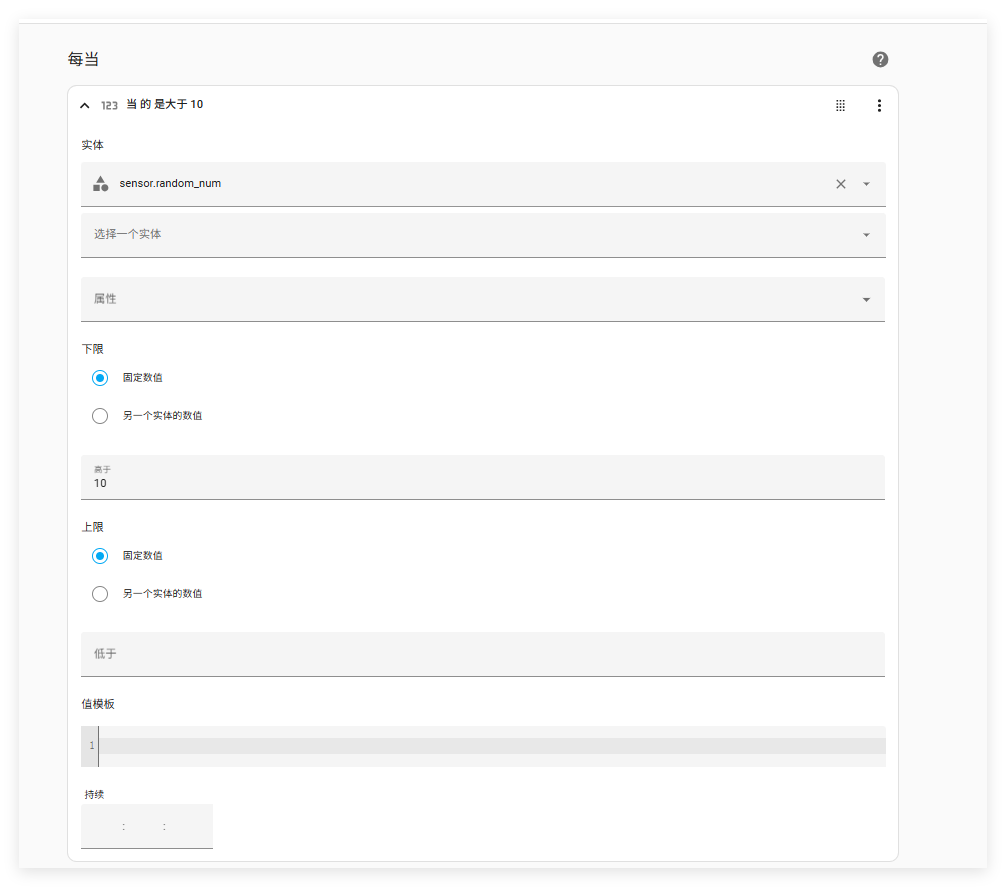 每当
123 当 的 是大于 10
实体
sensor.random_num
选择一个实体
属性
下限
固定数值
另一个实体的数值
高于
10
上限
固定数值
另一个实体的数值
低于
值模板
1
持续
: :